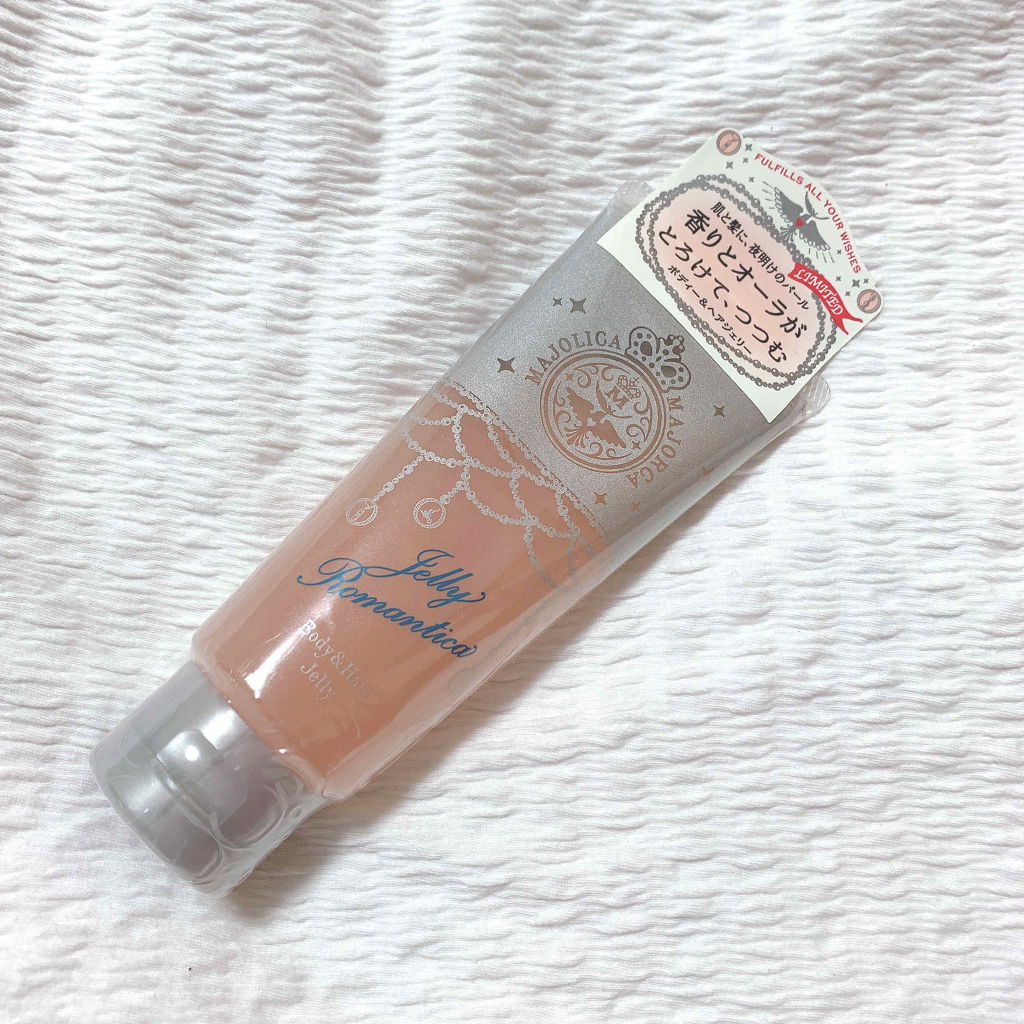 FULFILLS ALL YOUR WISHES
LIMITED
肌と髪に、夜明けのパール
香りとオーラが
とろけて、つつむ
ボディー＆ヘアジェリー
MAJOLICA MAJORCA
M
Jelly
Romantica
Body&Hair
Jelly